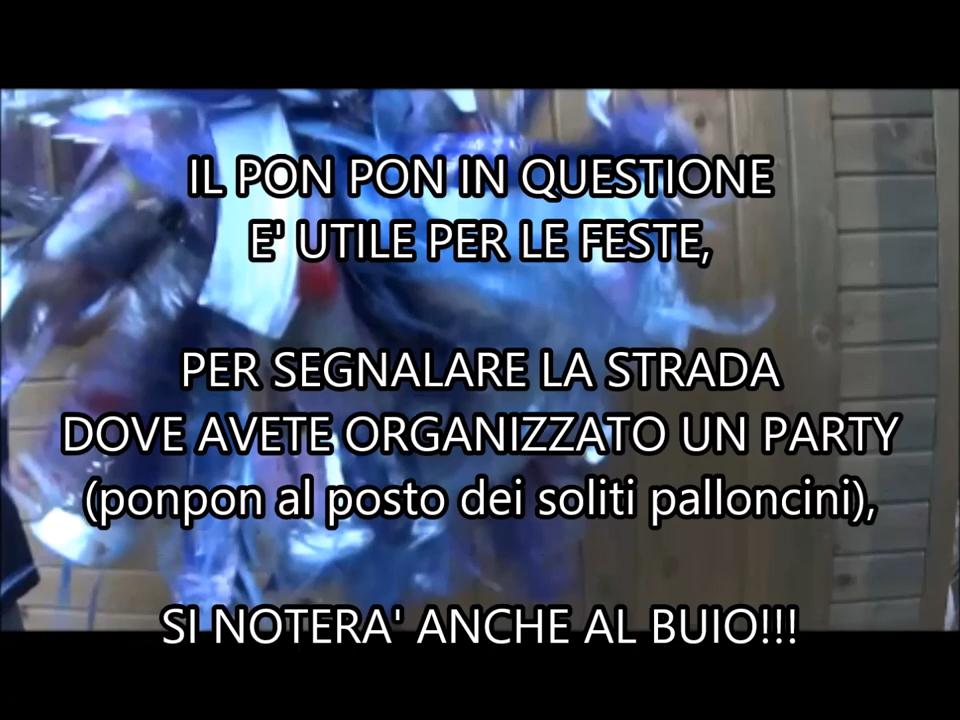 IL PON PON IN QUESTIONE
E' UTILE PER LE FESTE,
PER SEGNALARE LA STRADA
DOVE AVETE ORGANIZZATO UN PARTY
(ponpon al posto dei soliti palloncini),
SI NOTERA' ANCHE AL BUIO!!!